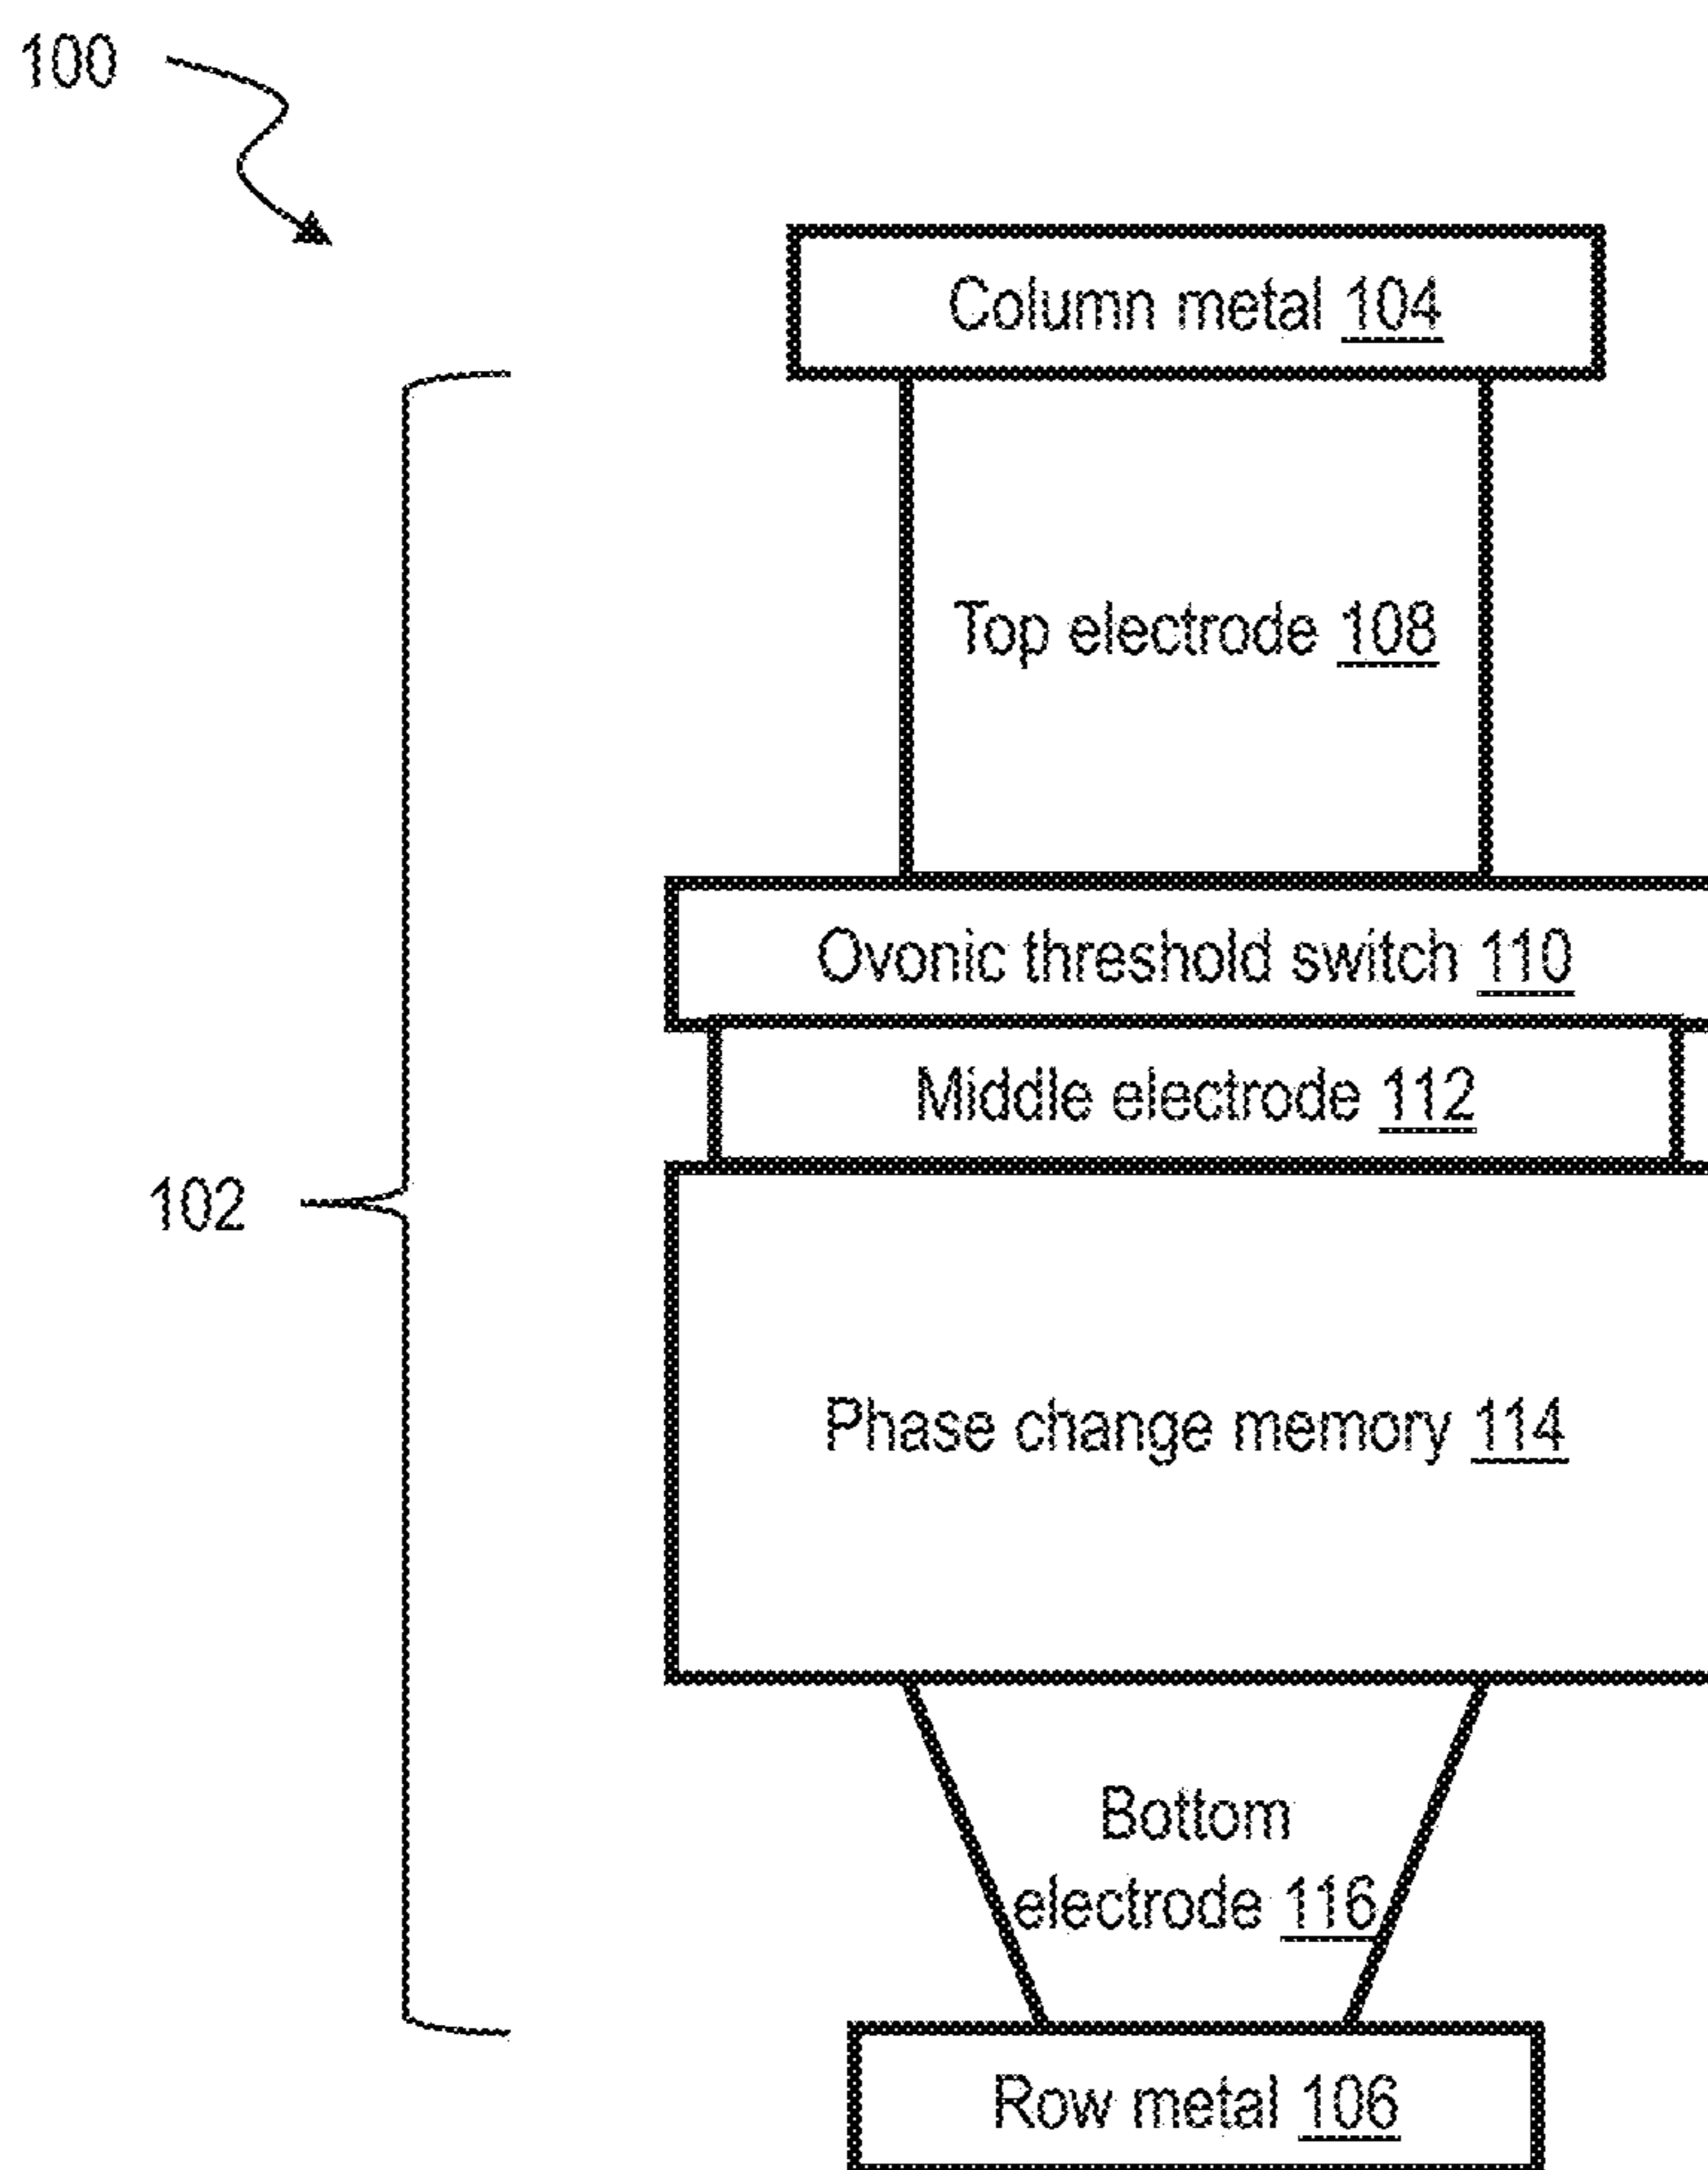 100
Column metal 104
Top electrode 108
Ovonic threshold switch 110
Middle electrode 112
102
Phase change memory 114
Bottom
electrode 116
Row metal 106